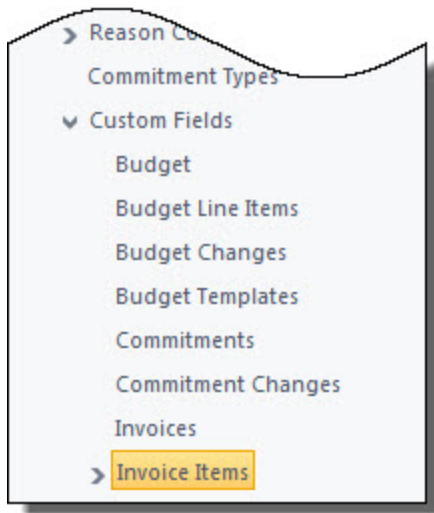 Reason
Commitment Types
Custom Fields
Budget
Budget Line Items
Budget Changes
Budget Templates
Commitments
Commitment Changes
Invoices
Invoice Items